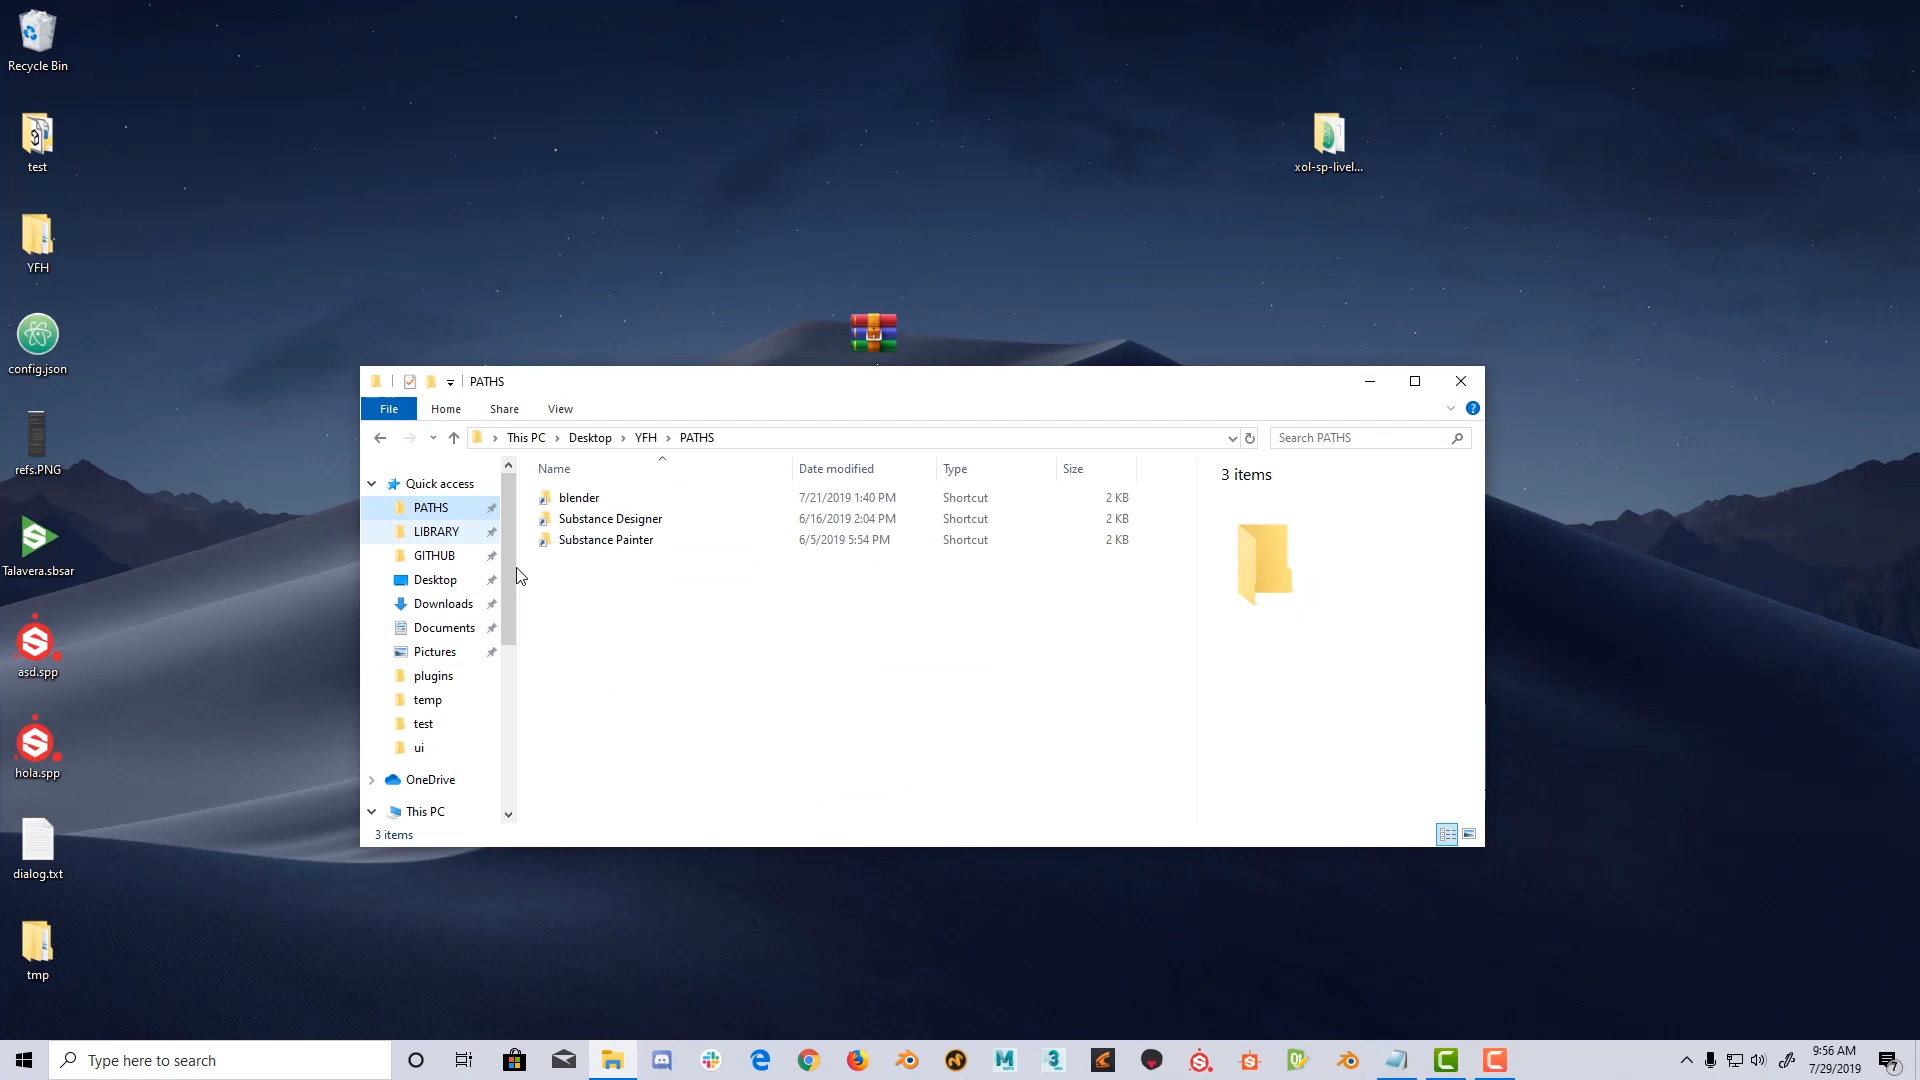 Recycle Bin
test
YFH
config.json
refs.PNG
Talavera.sbsar
asd.spp
hola.spp
dialog.txt
tmp
xol-sp-livel...
PATHS
File Home Share View
This PC > Desktop > YFH > PATHS
Search PATHS
Quick access
PATHS
LIBRARY
GITHUB
Desktop
Downloads
Documents
Pictures
plugins
temp
test
ui
OneDrive
This PC
3 items
Name Date modified Type Size
blender 7/21/2019 1:40 PM Shortcut 2 KB
Substance Designer 6/16/2019 2:04 PM Shortcut 2 KB
Substance Painter 6/5/2019 5:54 PM Shortcut 2 KB
3 items
Type here to search
9:56 AM
7/29/2019
7